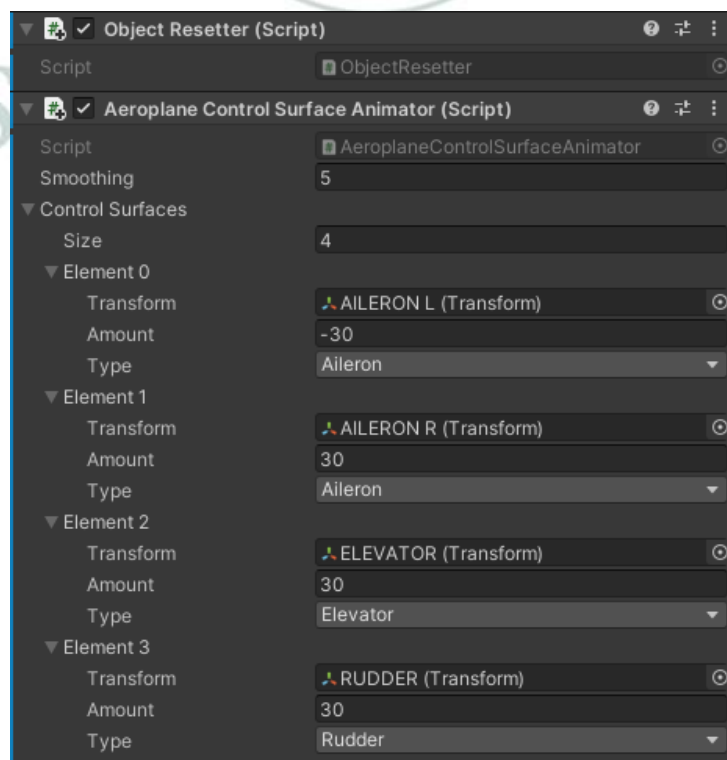 Object Resetter (Script)
Script ObjectResetter
Aeroplane Control Surface Animator (Script)
Script AeroplaneControlSurfaceAnimator
Smoothing 5
Control Surfaces
Size 4
Element 0
Transform AILERON L (Transform)
Amount -30
Type Aileron
Element 1
Transform AILERON R (Transform)
Amount 30
Type Aileron
Element 2
Transform ELEVATOR (Transform)
Amount 30
Type Elevator
Element 3
Transform RUDDER (Transform)
Amount 30
Type Rudder